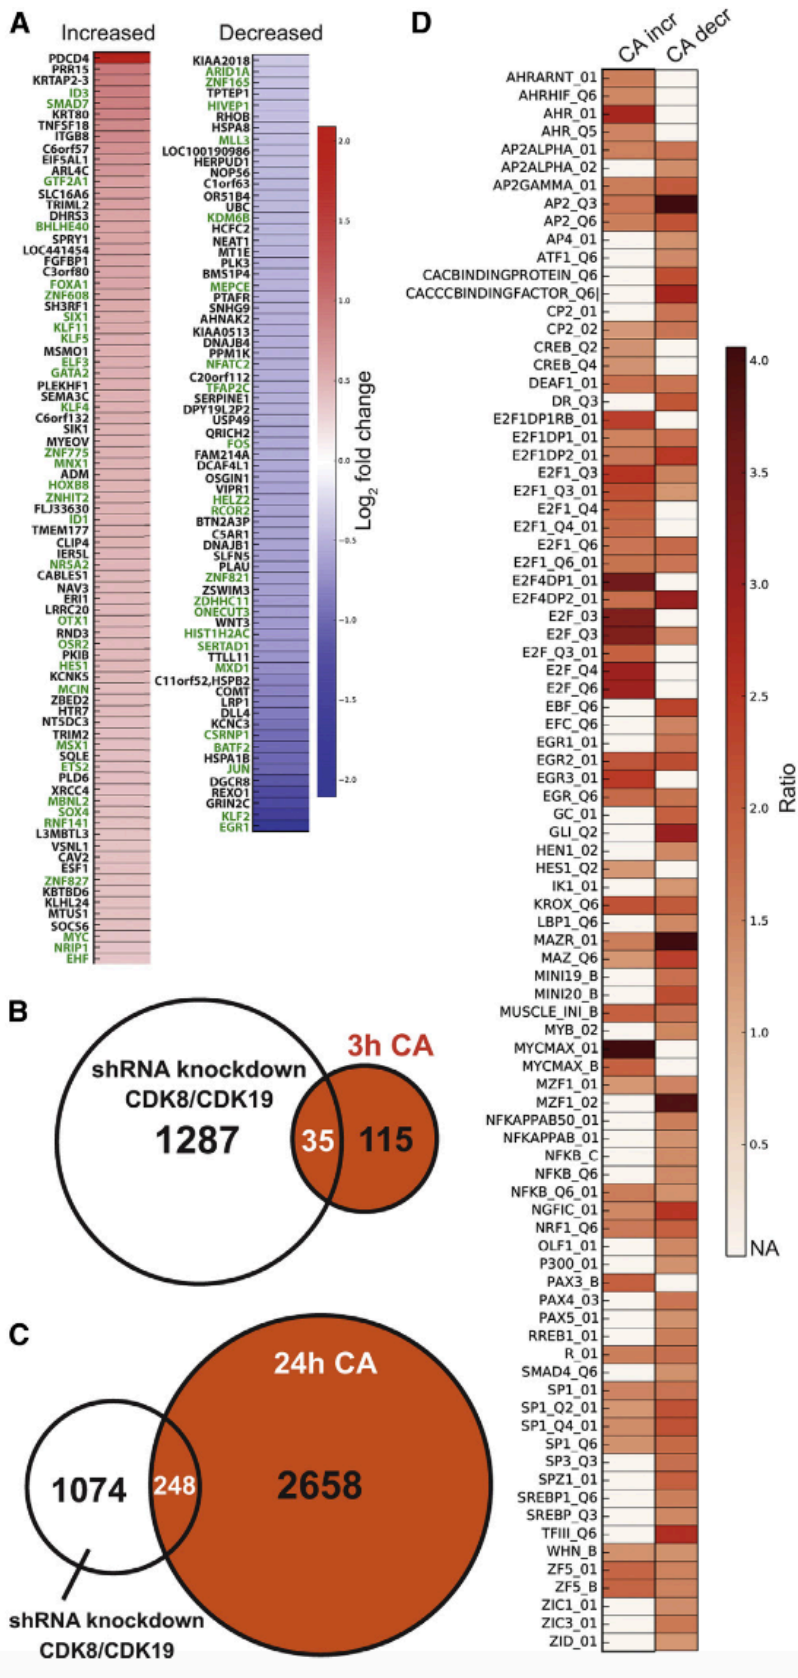 A
Increased
PDCD4
PRR15
KRTAP2-3
ID3
SMAD7
KRT80
TNFSF18
ITGB8
C6orf57
EIF5AL1
ARL4C
GTF2A1
SLC16A6
TRIML2
DHRS3
BHLHE40
SPRY1
LOC441454
FGFBP1
C3orf80
FOXA1
ZNF608
SH3RF1
SIX1
KLF11
KLF5
MSMO1
ELF3
GATA2
PLEKHF1
SEMA3C
KLF4
C6orf132
SIK1
MYEOV
ZNF775
MNX1
ADM
HOXB8
ZNHIT2
FLJ33630
ID1
TMEM177
CLIP4
IER5L
NR5A2
CABLES1
NAV3
ERI1
LRRC20
OTX1
RND3
OSR2
PKIB
HES1
KCNK5
MCIN
ZBED2
HTR7
NT5DC3
TRIM2
MSX1
SQLE
ETS2
PLD6
XRCC4
MBNL2
SOX4
RNF141
L3MBTL3
VSNL1
CAV2
ESF1
ZNF827
KBTBD6
KLHL24
MTUS1
SOCS6
MYC
NRIP1
EHF
Decreased
KIAA2018
ARID1A
ZNF165
TPTEP1
HIVEP1
RHOB
HSPA8
MLL3
LOC100190986
HERPUD1
NOP56
C1orf63
OR51B4
UBC
KDM6B
HCFC2
NEAT1
MT1E
PLK3
BMS1P4
MEPCE
PTAFR
SNHG9
AHNAK2
KIAA0513
DNAJB4
PPM1K
NFATC2
C20orf112
TFAP2C
SERPINE1
DPY19L2P2
USP49
QRICH2
FOS
FAM214A
DCAF4L1
OSGIN1
VIPR1
HELZ2
RCOR2
BTN2A3P
C5AR1
DNAJB1
SLFN5
PLAU
ZNF821
ZSWIM3
ZDHHC11
ONECUT3
WNT3
HIST1H2AC
SERTAD1
TTLL11
MXD1
C11orf52,HSPB2
COMT
LRP1
DLL4
KCNC3
CSRNP1
BATF2
HSPA1B
JUN
DGCR8
REXO1
GRIN2C
KLF2
EGR1
2.0
1.5
1.0
0.5
0.0
−0.5
−1.0
−1.5
−2.0
Log2 fold change
B
shRNA knockdown
CDK8/CDK19
1287
35
3h CA
115
C
24h CA
1074
248
2658
shRNA knockdown
CDK8/CDK19
D
CA incr
CA decr
AHRARNT_01
AHRHIF_Q6
AHR_01
AHR_Q5
AP2ALPHA_01
AP2ALPHA_02
AP2GAMMA_01
AP2_Q3
AP2_Q6
AP4_01
ATF1_Q6
CACBINDINGPROTEIN_Q6
CACCCBINDINGFACTOR_Q6|
CP2_01
CP2_02
CREB_Q2
CREB_Q4
DEAF1_01
DR_Q3
E2F1DP1RB_01
E2F1DP1_01
E2F1DP2_01
E2F1_Q3
E2F1_Q3_01
E2F1_Q4
E2F1_Q4_01
E2F1_Q6
E2F1_Q6_01
E2F4DP1_01
E2F4DP2_01
E2F_03
E2F_Q3
E2F_Q3_01
E2F_Q4
E2F_Q6
EBF_Q6
EFC_Q6
EGR1_01
EGR2_01
EGR3_01
EGR_Q6
GC_01
GLI_Q2
HEN1_02
HES1_Q2
IK1_01
KROX_Q6
LBP1_Q6
MAZR_01
MAZ_Q6
MINI19_B
MINI20_B
MUSCLE_INI_B
MYB_02
MYCMAX_01
MYCMAX_B
MZF1_01
MZF1_02
NFKAPPAB50_01
NFKAPPAB_01
NFKB_C
NFKB_Q6
NFKB_Q6_01
NGFIC_01
NRF1_Q6
OLF1_01
P300_01
PAX3_B
PAX4_03
PAX5_01
RREB1_01
R_01
SMAD4_Q6
SP1_01
SP1_Q2_01
SP1_Q4_01
SP1_Q6
SP3_Q3
SPZ1_01
SREBP1_Q6
SREBP_Q3
TFIII_Q6
WHN_B
ZF5_01
ZF5_B
ZIC1_01
ZIC3_01
ZID_01
4.0
3.5
3.0
2.5
2.0
1.5
1.0
0.5
NA
Ratio